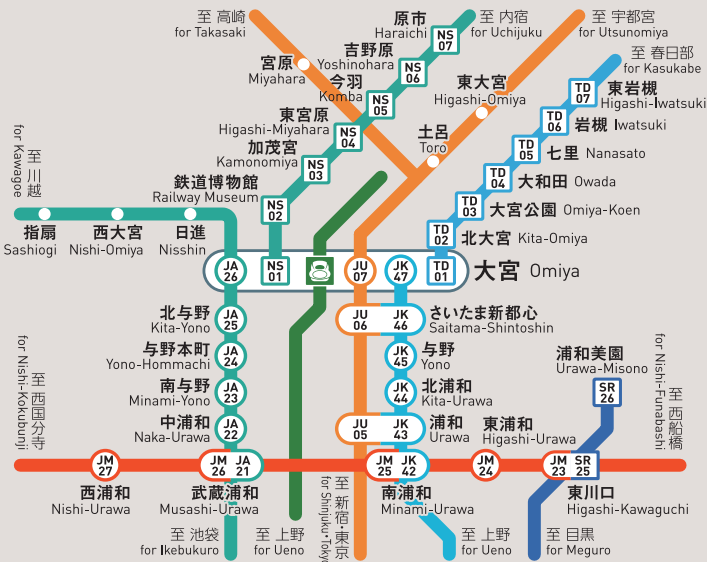 至 高崎
for Takasaki
宮原
Miyahara
原市
Haraichi
NS
07
至 内宿
for Uchijuku
吉野原
Yoshinohara
NS
06
今羽
Komba
NS
05
東宮原
Higashi-Miyahara
NS
04
加茂宮
Kamonomiya
NS
03
鉄道博物館
Railway Museum
NS
02
至 宇都宮
for Utsunomiya
東大宮
Higashi-Omiya
土呂
Toro
至 春日部
for Kasukabe
TD
07
東岩槻
Higashi-Iwatsuki
TD
06
岩槻 Iwatsuki
TD
05
七里 Nanasato
TD
04
大和田 Owada
TD
03
大宮公園 Omiya-Koen
TD
02
北大宮 Kita-Omiya
至 川越
for Kawagoe
指扇
Sashiogi
西大宮
Nishi-Omiya
日進
Nisshin
JA
26
NS
01
JU
07
JK
47
TD
01
大宮 Omiya
北与野
Kita-Yono
JA
25
与野本町
Yono-Hommachi
JA
24
南与野
Minami-Yono
JA
23
中浦和
Naka-Urawa
JA
22
JU
06
JK
46
さいたま新都心
Saitama-Shintoshin
JK
45
与野
Yono
JK
44
北浦和
Kita-Urawa
JU
05
JK
43
浦和
Urawa
東浦和
Higashi-Urawa
浦和美園
Urawa-Misono
SR
26
至 西国分寺
for Nishi-Kokubunji
至 西船橋
for Nishi-Funabashi
JM
27
西浦和
Nishi-Urawa
JM
26
JA
21
武蔵浦和
Musashi-Urawa
JM
25
JK
42
南浦和
Minami-Urawa
JM
24
JM
23
SR
25
東川口
Higashi-Kawaguchi
至 池袋
for Ikebukuro
至 上野
for Ueno
至 新宿・東京
for Shinjuku・Tokyo
至 上野
for Ueno
至 目黒
for Meguro